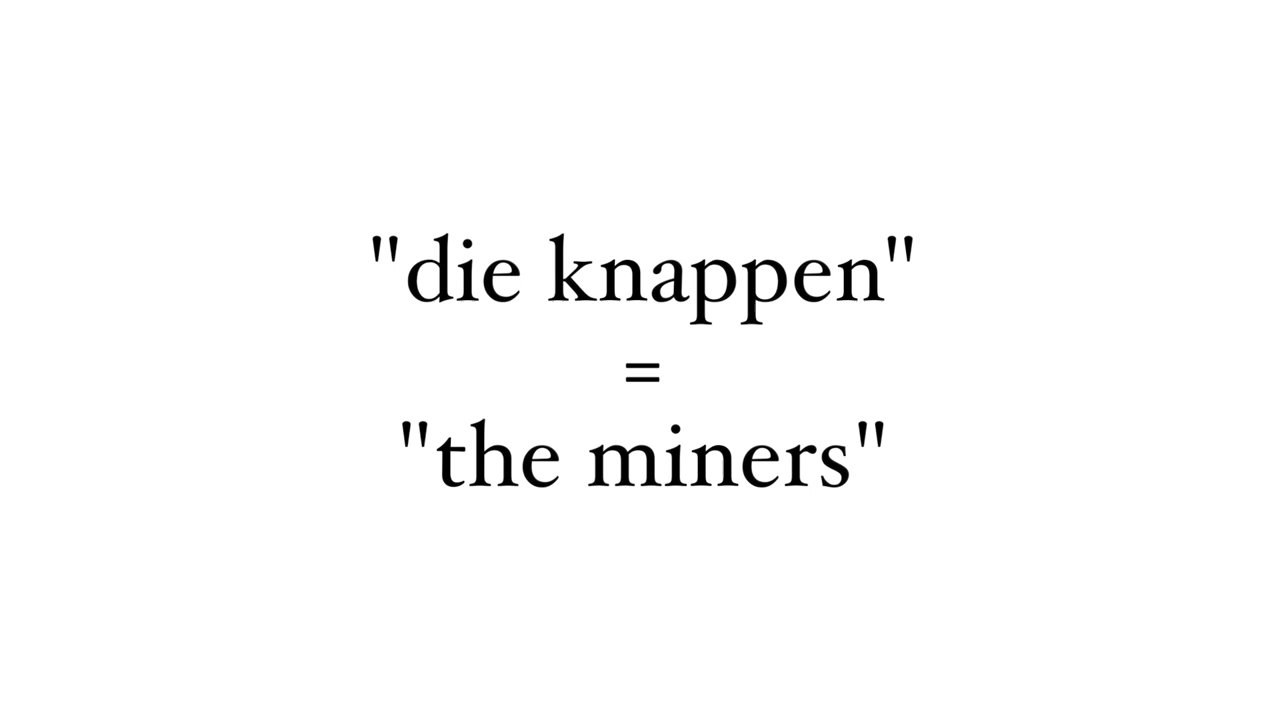 "die knappen"
=
"the miners"